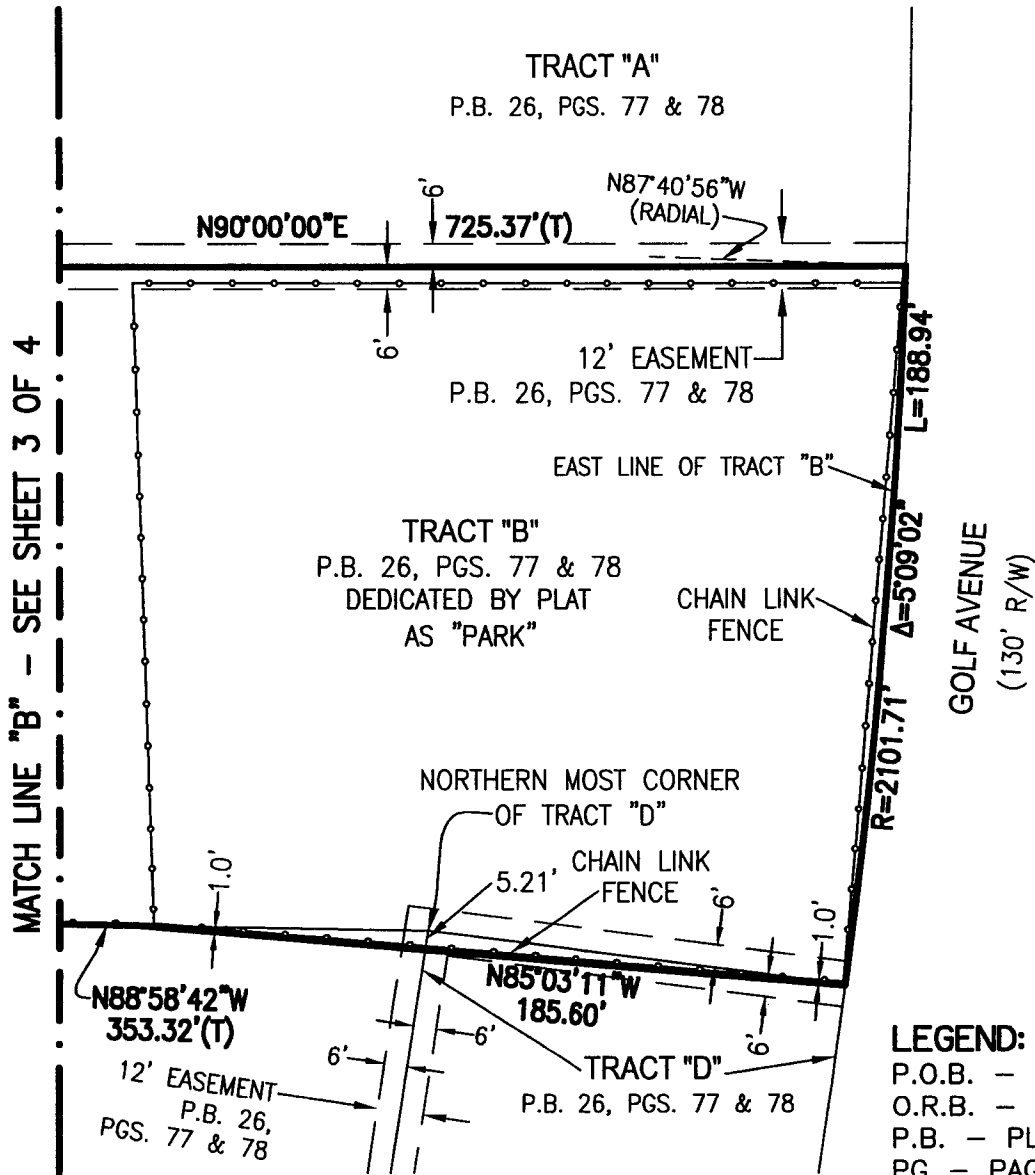 TRACT "A"
P.B. 26, PGS. 77 & 78
N87°40'56"W
(RADIAL)
6'
N90°00'00"E
725.37'(T)
6'
12' EASEMENT
P.B. 26, PGS. 77 & 78
L=188.94'
EAST LINE OF TRACT "B"
MATCH LINE "B" - SEE SHEET 3 OF 4
TRACT "B"
P.B. 26, PGS. 77 & 78
DEDICATED BY PLAT
AS "PARK"
Δ=5°09'02"
CHAIN LINK
FENCE
GOLF AVENUE
(130' R/W)
R=2101.71'
NORTHERN MOST CORNER
OF TRACT "D"
1.0'
5.21'
CHAIN LINK
FENCE
6'
1.0'
N85°03'11"W
185.60'
N88°58'42"W
353.32'(T)
6'
6'
6'
12' EASEMENT
P.B. 26,
PGS. 77 & 78
TRACT "D"
P.B. 26, PGS. 77 & 78
LEGEND:
P.O.B. -
O.R.B. -
P.B. - PL
PG. - PAG